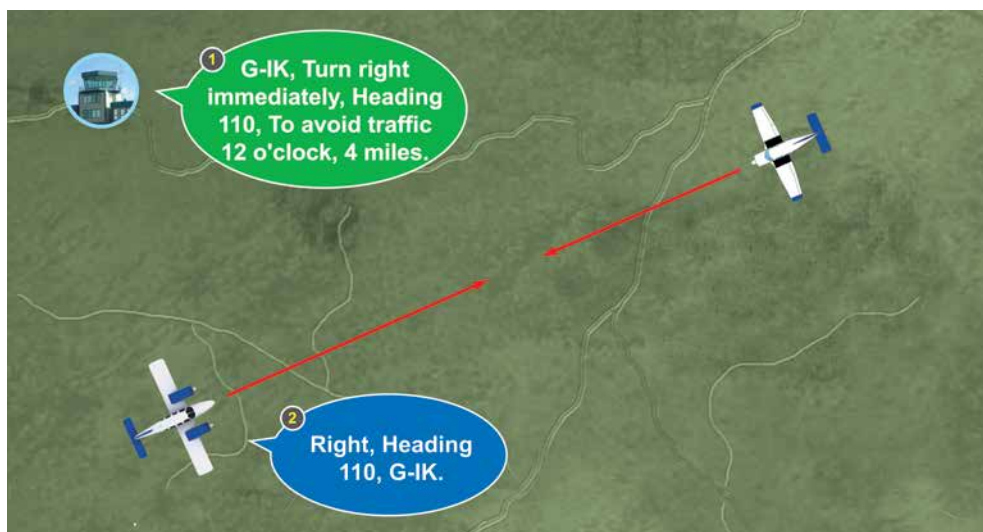 1
G-IK, Turn right
immediately, Heading
110, To avoid traffic
12 o'clock, 4 miles.
2
Right, Heading
110, G-IK.